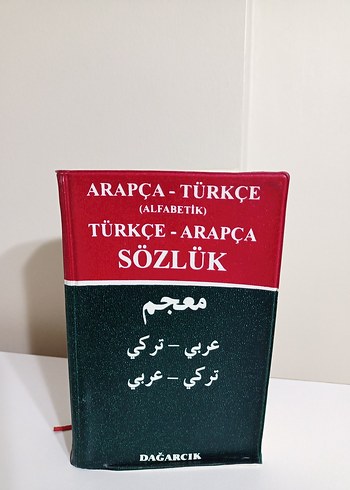 ARAPÇA - TÜRKÇE
(ALFABETİK)
TÜRKÇE - ARAPÇA
SÖZLÜK
معجم
عربي – تركي
تركي – عربي
DAĞARCIK